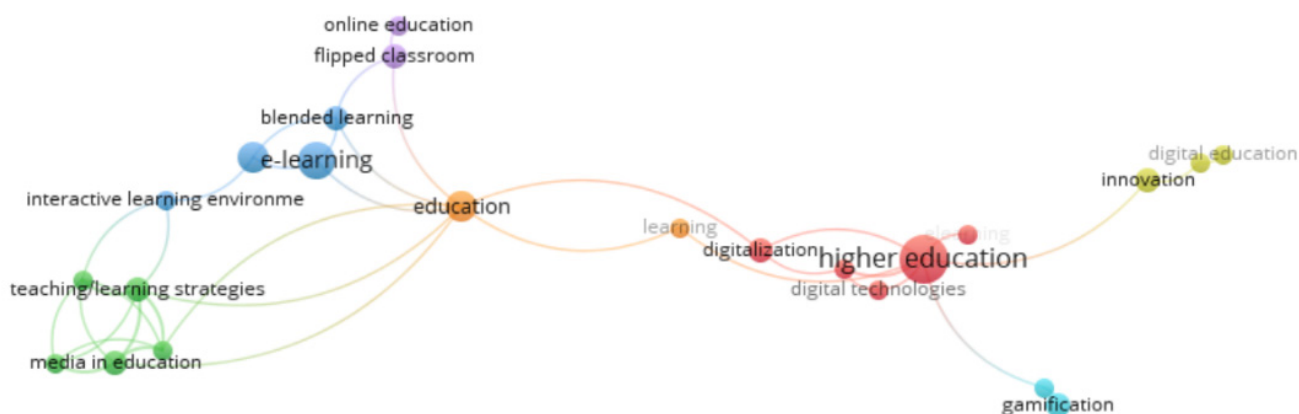 online education
flipped classroom
blended learning
e-learning
interactive learning environme
education
teaching/learning strategies
media in education
learning
digitalization
elearning
higher education
digital technologies
digital education
innovation
gamification